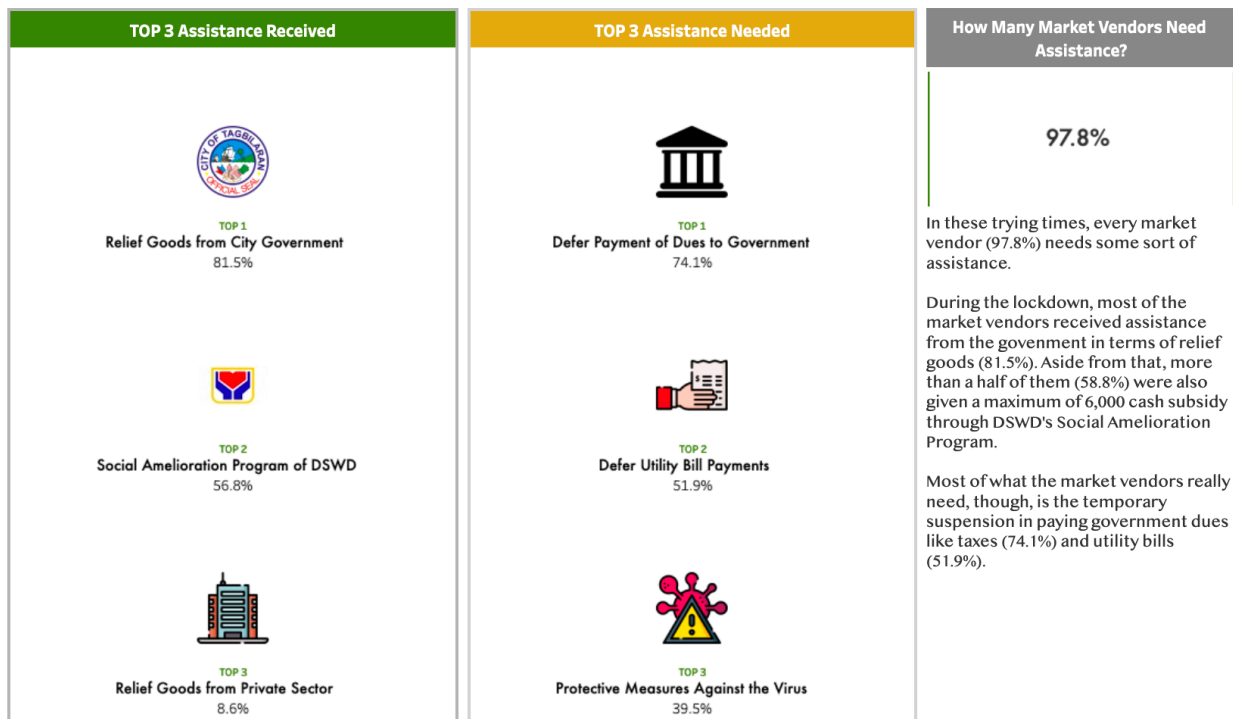 TOP 3 Assistance Received
CITY OF TAGBILARAN
OFFICIAL SEAL
TOP 1
Relief Goods from City Government
81.5%
TOP 2
Social Amelioration Program of DSWD
56.8%
TOP 3
Relief Goods from Private Sector
8.6%
TOP 3 Assistance Needed
TOP 1
Defer Payment of Dues to Government
74.1%
$
TOP 2
Defer Utility Bill Payments
51.9%
!
TOP 3
Protective Measures Against the Virus
39.5%
How Many Market Vendors Need
Assistance?
97.8%
In these trying times, every market
vendor (97.8%) needs some sort of
assistance.
During the lockdown, most of the
market vendors received assistance
from the govenment in terms of relief
goods (81.5%). Aside from that, more
than a half of them (58.8%) were also
given a maximum of 6,000 cash subsidy
through DSWD's Social Amelioration
Program.
Most of what the market vendors really
need, though, is the temporary
suspension in paying government dues
like taxes (74.1%) and utility bills
(51.9%).